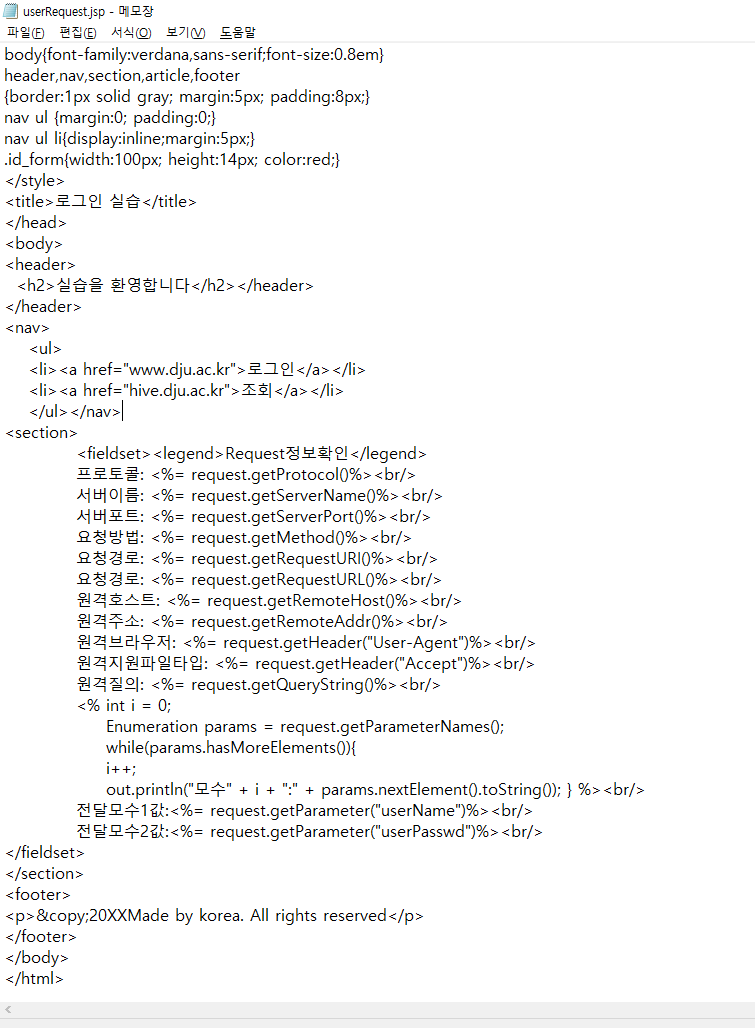 userRequest.jsp - 메모장
파일(F) 편집(E) 서식(O) 보기(V) 도움말
body{font-family:verdana,sans-serif;font-size:0.8em}
header,nav,section,article,footer
{border:1px solid gray; margin:5px; padding:8px;}
nav ul {margin:0; padding:0;}
nav ul li{display:inline;margin:5px;}
.id_form{width:100px; height:14px; color:red;}
</style>
<title>로그인 실습</title>
</head>
<body>
<header>
<h2>실습을 환영합니다</h2></header>
</header>
<nav>
<ul>
<li><a href="www.dju.ac.kr">로그인</a></li>
<li><a href="hive.dju.ac.kr">조회</a></li>
</ul></nav>
<section>
<fieldset><legend>Request정보확인</legend>
프로토콜: <%= request.getProtocol()%><br/>
서버이름: <%= request.getServerName()%><br/>
서버포트: <%= request.getServerPort()%><br/>
요청방법: <%= request.getMethod()%><br/>
요청경로: <%= request.getRequestURI()%><br/>
요청경로: <%= request.getRequestURL()%><br/>
원격호스트: <%= request.getRemoteHost()%><br/>
원격주소: <%= request.getRemoteAddr()%><br/>
원격브라우저: <%= request.getHeader("User-Agent")%><br/>
원격지원파일타입: <%= request.getHeader("Accept")%><br/>
원격질의: <%= request.getQueryString()%><br/>
<% int i = 0;
Enumeration params = request.getParameterNames();
while(params.hasMoreElements()){
i++;
out.println("모수" + i + ":" + params.nextElement().toString()); } %><br/>
전달모수1값:<%= request.getParameter("userName")%><br/>
전달모수2값:<%= request.getParameter("userPasswd")%><br/>
</fieldset>
</section>
<footer>
<p>&copy;20XXMade by korea. All rights reserved</p>
</footer>
</body>
</html>